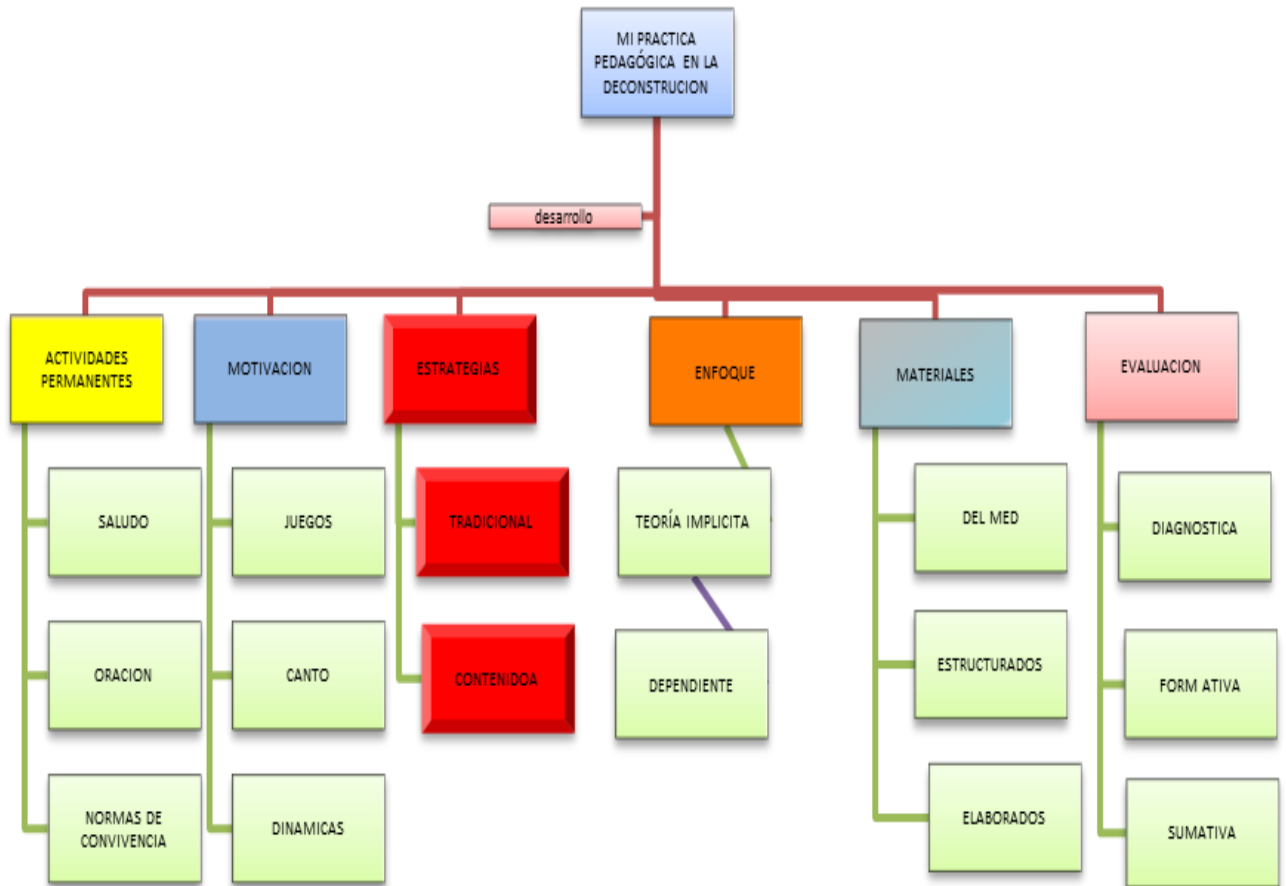 MI PRACTICA
PEDAGÓGICA EN LA
DECONSTRUCION
desarrollo
ACTIVIDADES
PERMANENTES
MOTIVACION
ESTRATEGIAS
ENFOQUE
MATERIALES
EVALUACION
SALUDO
ORACION
NORMAS DE
CONVIVENCIA
JUEGOS
CANTO
DINAMICAS
TRADICIONAL
CONTENIDOA
TEORÍA IMPLICITA
DEPENDIENTE
DEL MED
ESTRUCTURADOS
ELABORADOS
DIAGNOSTICA
FORM ATIVA
SUMATIVA